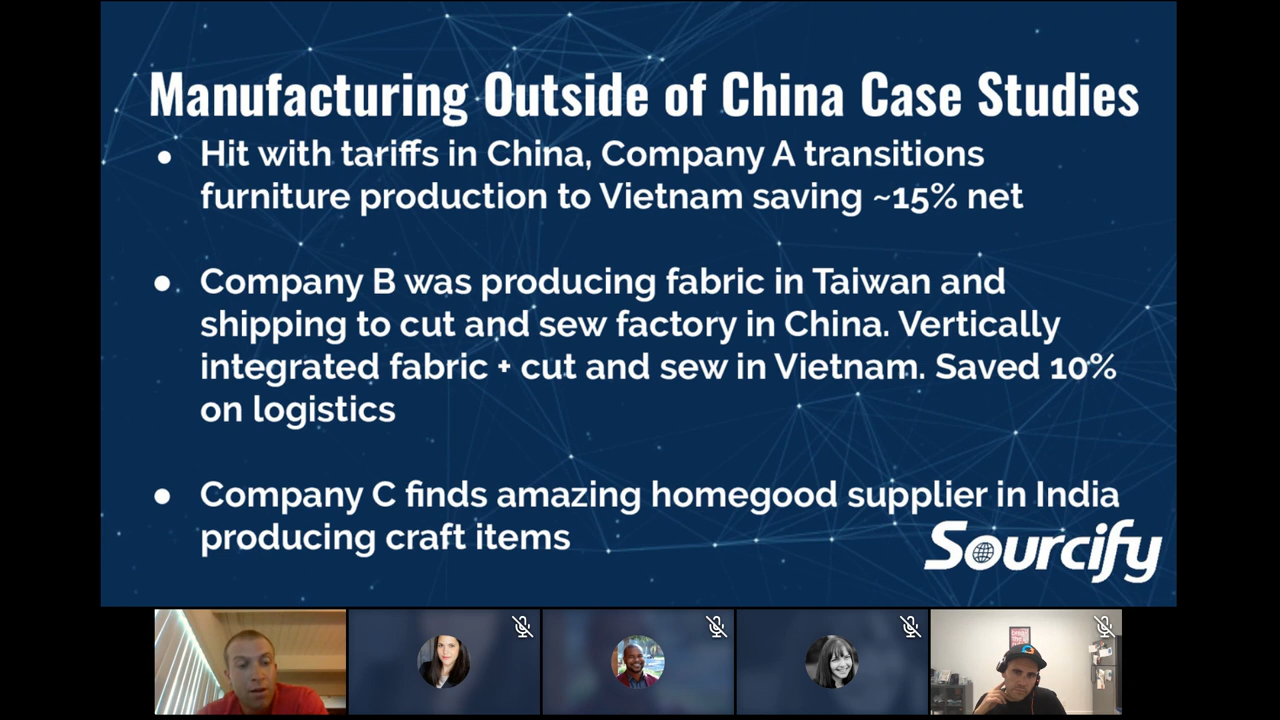 Manufacturing Outside of China Case Studies
● Hit with tariffs in China, Company A transitions
furniture production to Vietnam saving ~15% net
● Company B was producing fabric in Taiwan and
shipping to cut and sew factory in China. Vertically
integrated fabric + cut and sew in Vietnam. Saved 10%
on logistics
● Company C finds amazing homegood supplier in India
producing craft items
Sourcify